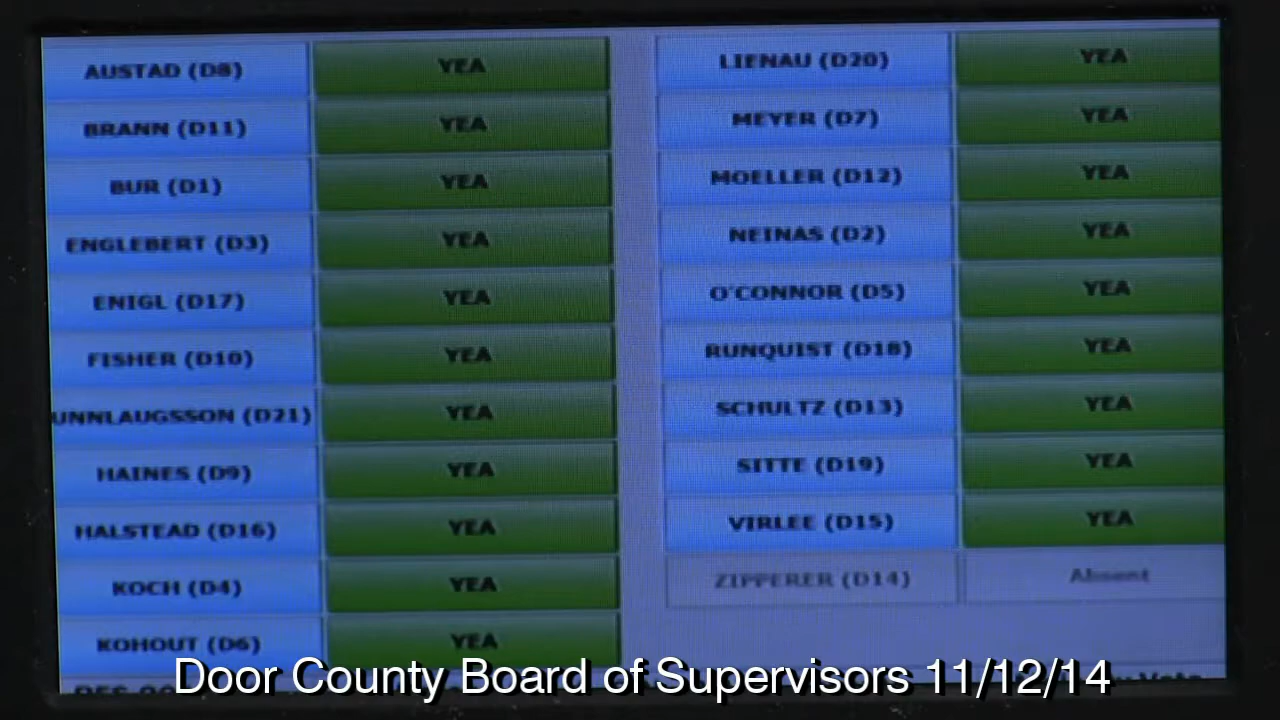 AUSTAD (D8) YEA
BRANN (D11) YEA
BUR (D1) YEA
ENGLEBERT (D3) YEA
ENIGL (D17) YEA
FISHER (D10) YEA
UNNLAUGSSON (D21) YEA
HAINES (D9) YEA
HALSTEAD (D16) YEA
KOCH (D4) YEA
KOHOUT (D6) YEA
LIENAU (D20) YEA
MEYER (D7) YEA
MOELLER (D12) YEA
NEINAS (D2) YEA
O'CONNOR (D5) YEA
RUNQUIST (D18) YEA
SCHULTZ (D13) YEA
SITTE (D19) YEA
VIRLEE (D15) YEA
ZIPPERER (D14) Absent
Door County Board of Supervisors 11/12/14